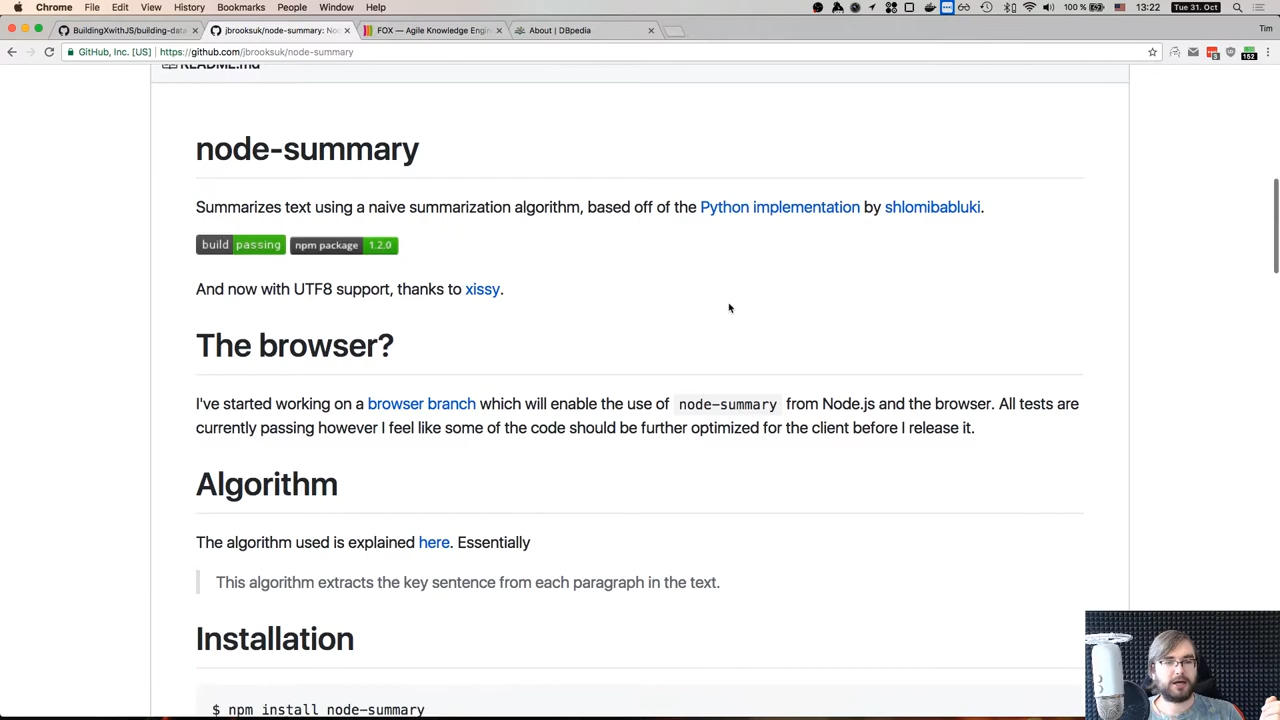 Chrome File Edit View History Bookmarks People Window Help 100 % Tue 31. Oct 13:22
BuildingXwithJS/building-data jbrooksuk/node-summary: No FOX — Agile Knowledge Engin About | DBpedia Tim
GitHub, Inc. [US] https://github.com/jbrooksuk/node-summary 3 152
README.md
node-summary
Summarizes text using a naive summarization algorithm, based off of the Python implementation by shlomibabluki.
build passing npm package 1.2.0
And now with UTF8 support, thanks to xissy.
The browser?
I've started working on a browser branch which will enable the use of node-summary from Node.js and the browser. All tests are
currently passing however I feel like some of the code should be further optimized for the client before I release it.
Algorithm
The algorithm used is explained here. Essentially
This algorithm extracts the key sentence from each paragraph in the text.
Installation
$ npm install node-summary